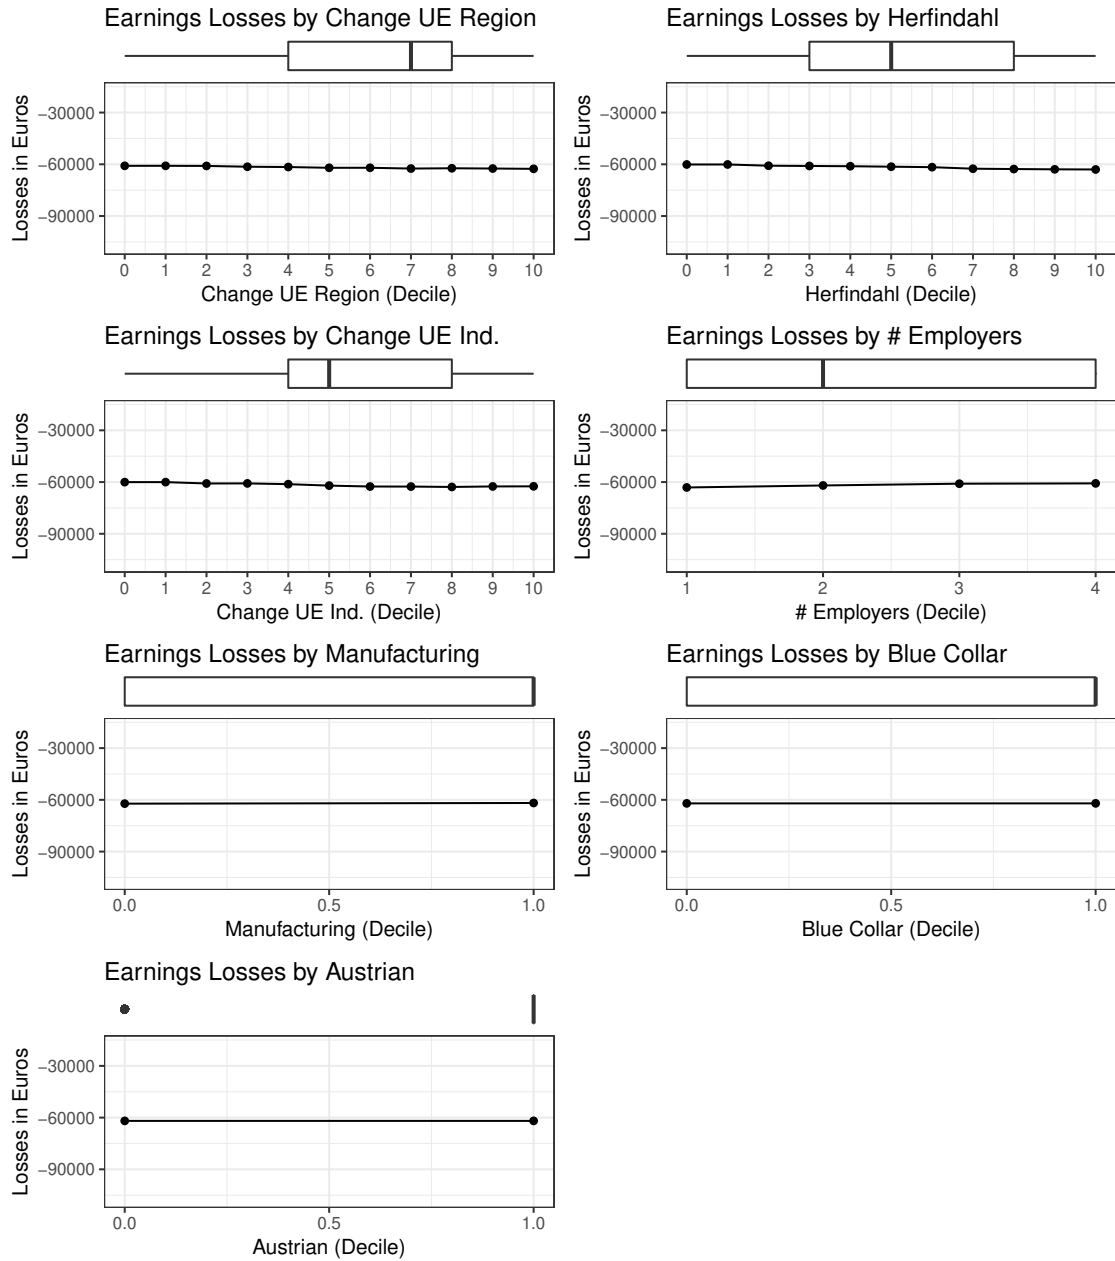 Earnings Losses by Change UE Region
Losses in Euros
−30000
−60000
−90000
0 1 2 3 4 5 6 7 8 9 10
Change UE Region (Decile)
Earnings Losses by Herfindahl
Losses in Euros
−30000
−60000
−90000
0 1 2 3 4 5 6 7 8 9 10
Herfindahl (Decile)
Earnings Losses by Change UE Ind.
Losses in Euros
−30000
−60000
−90000
0 1 2 3 4 5 6 7 8 9 10
Change UE Ind. (Decile)
Earnings Losses by # Employers
Losses in Euros
−30000
−60000
−90000
1 2 3 4
# Employers (Decile)
Earnings Losses by Manufacturing
Losses in Euros
−30000
−60000
−90000
0.0 0.5 1.0
Manufacturing (Decile)
Earnings Losses by Blue Collar
Losses in Euros
−30000
−60000
−90000
0.0 0.5 1.0
Blue Collar (Decile)
Earnings Losses by Austrian
Losses in Euros
−30000
−60000
−90000
0.0 0.5 1.0
Austrian (Decile)